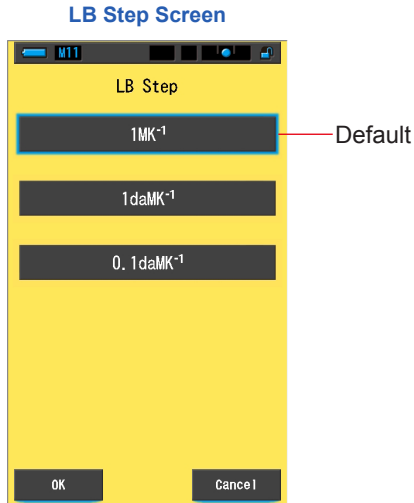 LB Step Screen
M11
LB Step
1MK⁻¹
Default
1daMK⁻¹
0.1daMK⁻¹
OK Cancel